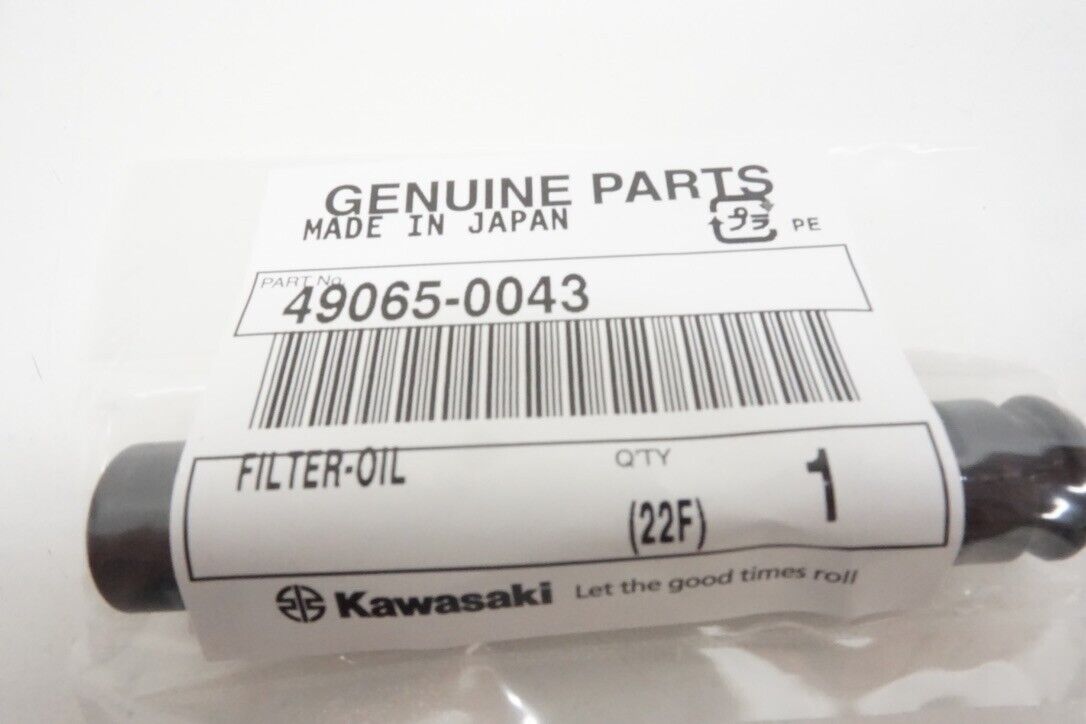 GENUINE PARTS
MADE IN JAPAN
プラ PE
PART No.
49065-0043
FILTER-OIL Q'TY 1
(22F)
Kawasaki Let the good times roll